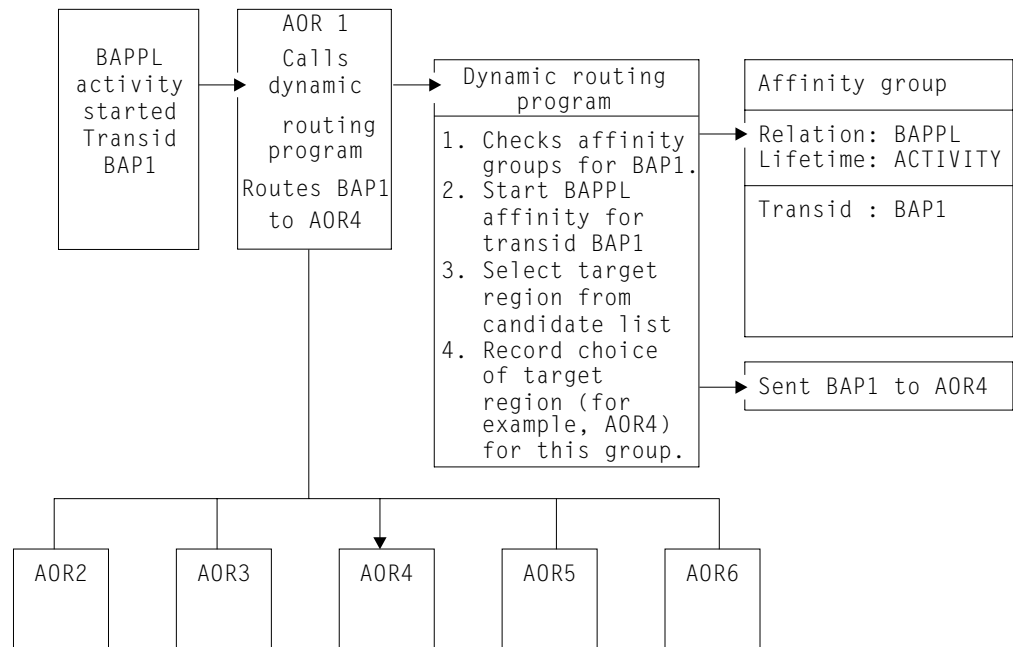 BAPPL
activity
started
Transid
BAP1
AOR 1
Calls
dynamic
routing
program
Routes BAP1
to AOR4
Dynamic routing
program
1. Checks affinity
groups for BAP1.
2. Start BAPPL
affinity for
transid BAP1
3. Select target
region from
candidate list
4. Record choice
of target
region (for
example, AOR4)
for this group.
Affinity group
Relation: BAPPL
Lifetime: ACTIVITY
Transid : BAP1
Sent BAP1 to AOR4
AOR2
AOR3
AOR4
AOR5
AOR6